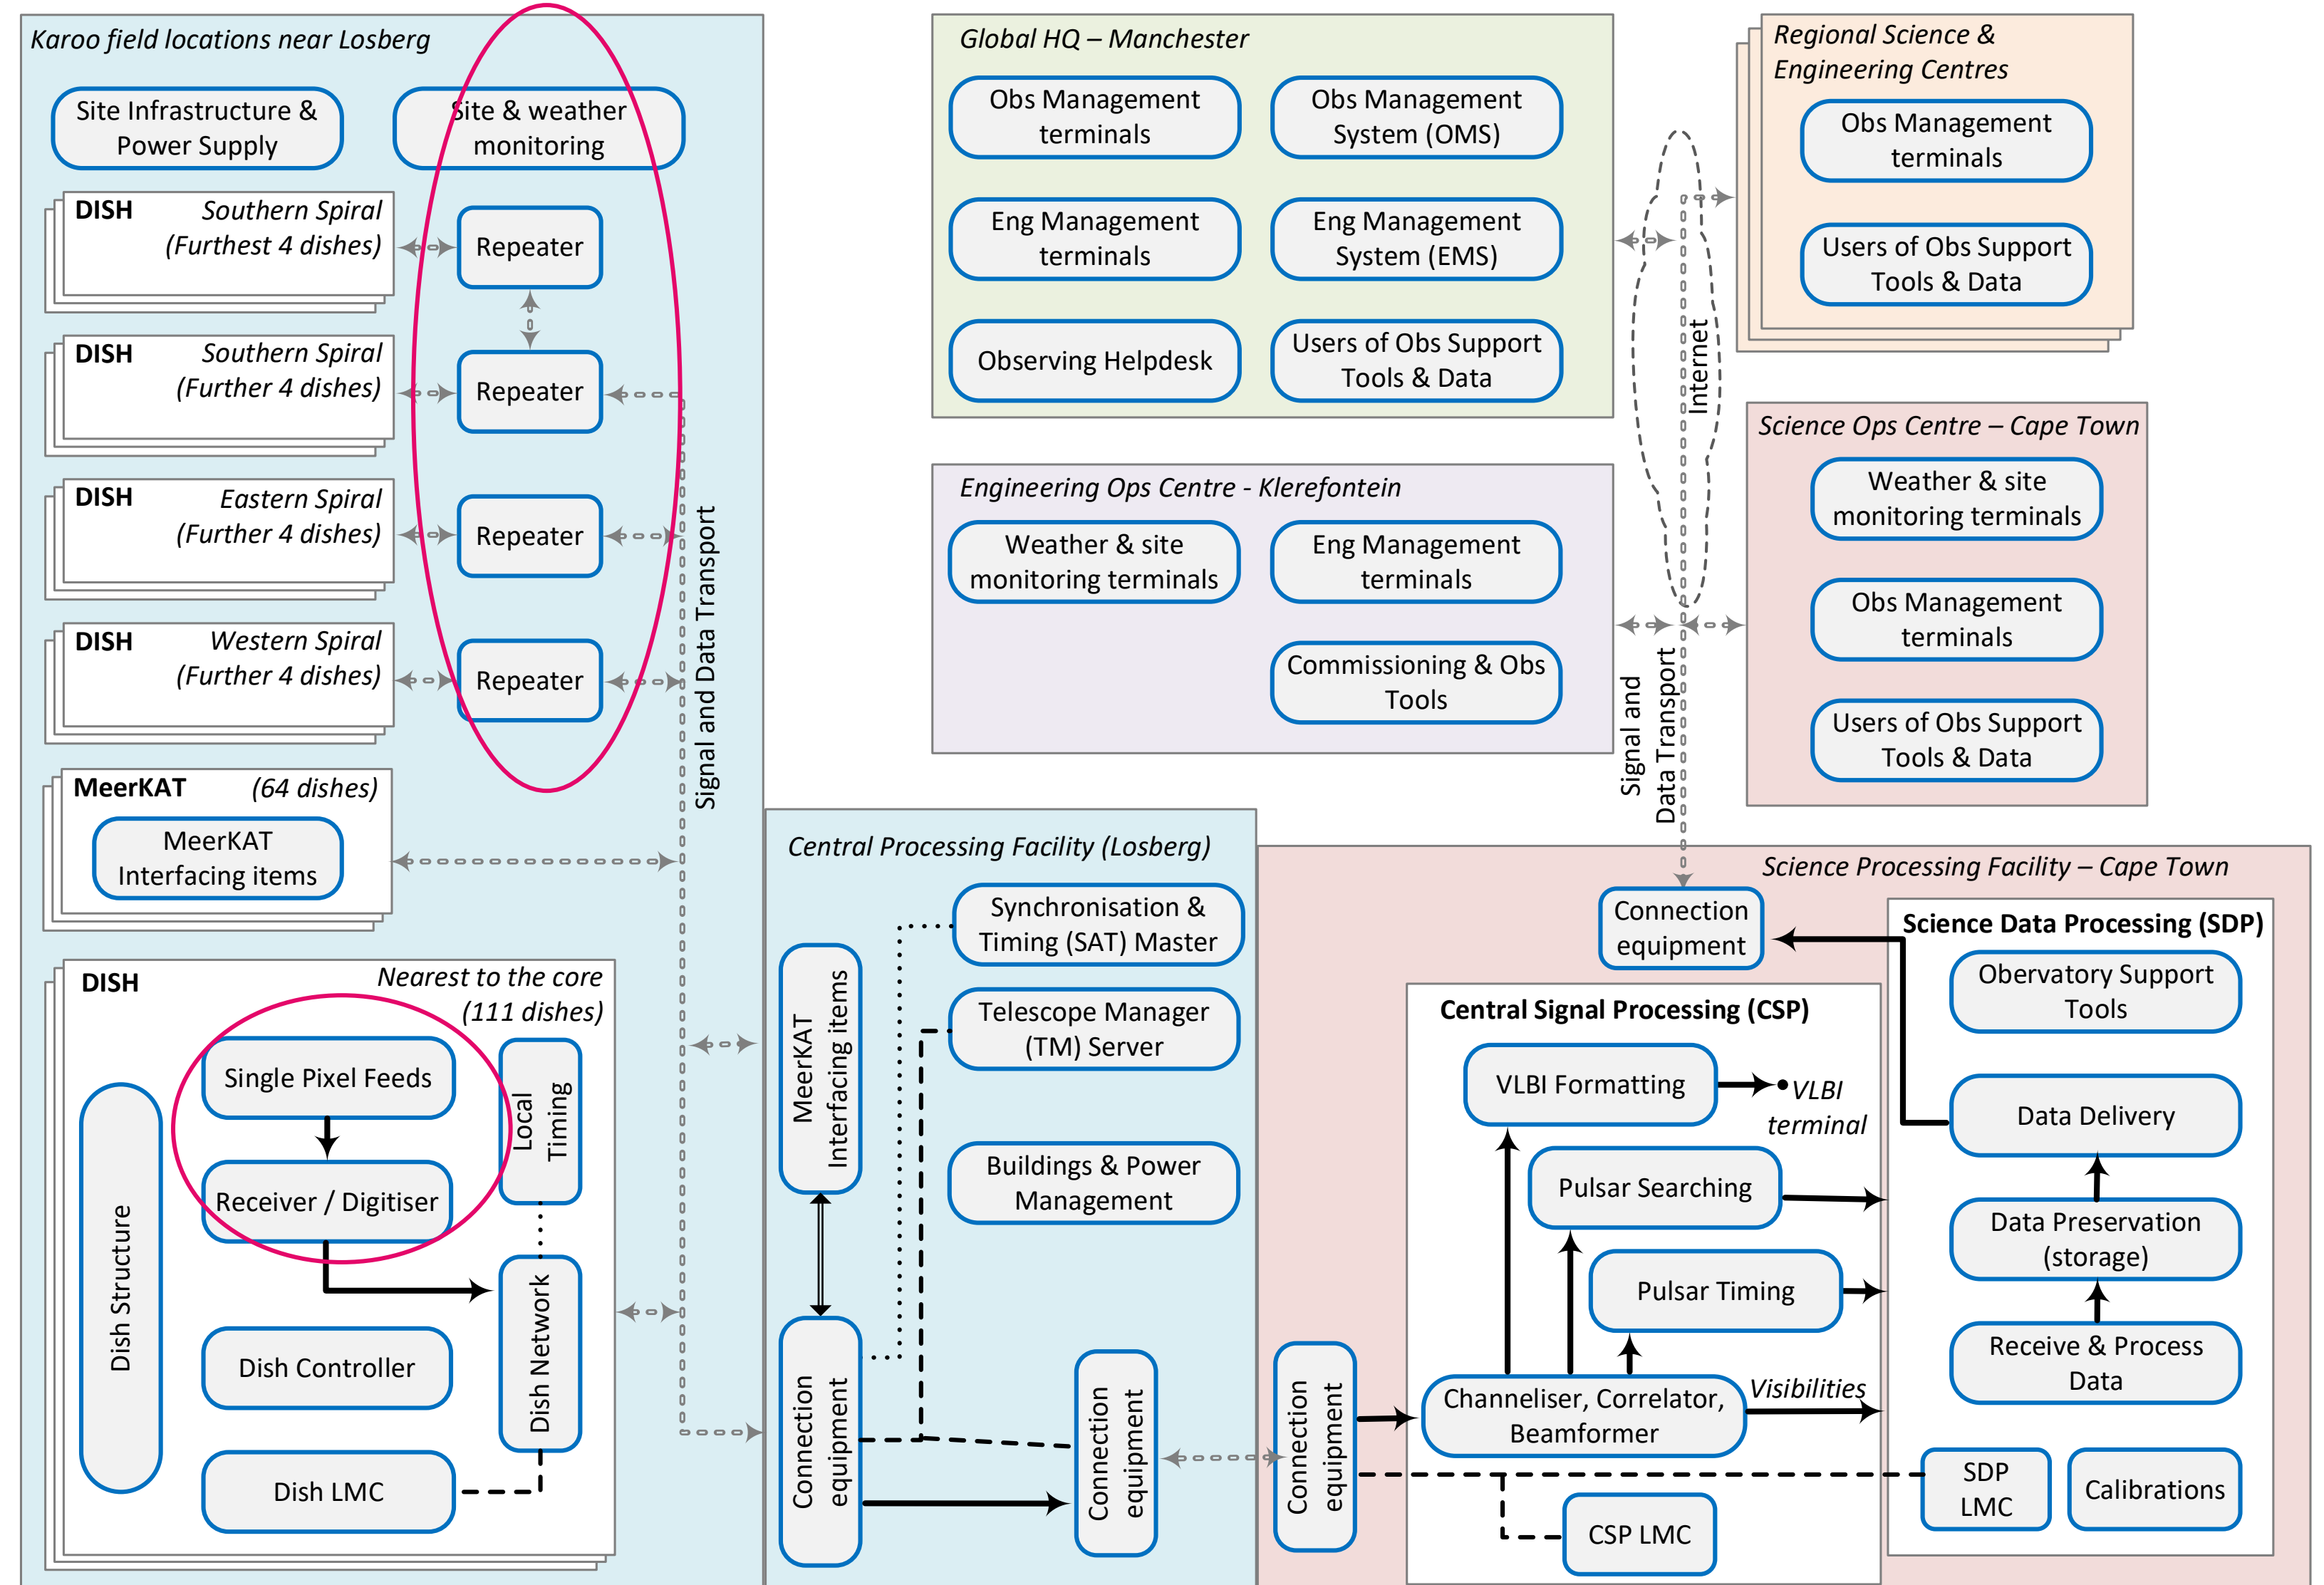 Karoo field locations near Losberg
Site Infrastructure &
Power Supply
Site & weather
monitoring
DISH
Southern Spiral
(Furthest 4 dishes)
Repeater
DISH
Southern Spiral
(Further 4 dishes)
Repeater
DISH
Eastern Spiral
(Further 4 dishes)
Repeater
DISH
Western Spiral
(Further 4 dishes)
Repeater
Signal and Data Transport
MeerKAT
(64 dishes)
MeerKAT
Interfacing items
DISH
Nearest to the core
(111 dishes)
Dish Structure
Single Pixel Feeds
Receiver / Digitiser
Local
Timing
Dish Controller
Dish Network
Dish LMC
Global HQ – Manchester
Obs Management
terminals
Obs Management
System (OMS)
Eng Management
terminals
Eng Management
System (EMS)
Observing Helpdesk
Users of Obs Support
Tools & Data
Regional Science &
Engineering Centres
Obs Management
terminals
Users of Obs Support
Tools & Data
Internet
Engineering Ops Centre - Klerefontein
Weather & site
monitoring terminals
Eng Management
terminals
Commissioning & Obs
Tools
Signal and
Data Transport
Science Ops Centre – Cape Town
Weather & site
monitoring terminals
Obs Management
terminals
Users of Obs Support
Tools & Data
Central Processing Facility (Losberg)
Synchronisation &
Timing (SAT) Master
MeerKAT
Interfacing items
Telescope Manager
(TM) Server
Buildings & Power
Management
Connection
equipment
Connection
equipment
Science Processing Facility – Cape Town
Connection
equipment
Connection
equipment
Central Signal Processing (CSP)
VLBI Formatting
VLBI
terminal
Pulsar Searching
Pulsar Timing
Channeliser, Correlator,
Beamformer
Visibilities
CSP LMC
Science Data Processing (SDP)
Obervatory Support
Tools
Data Delivery
Data Preservation
(storage)
Receive & Process
Data
SDP
LMC
Calibrations